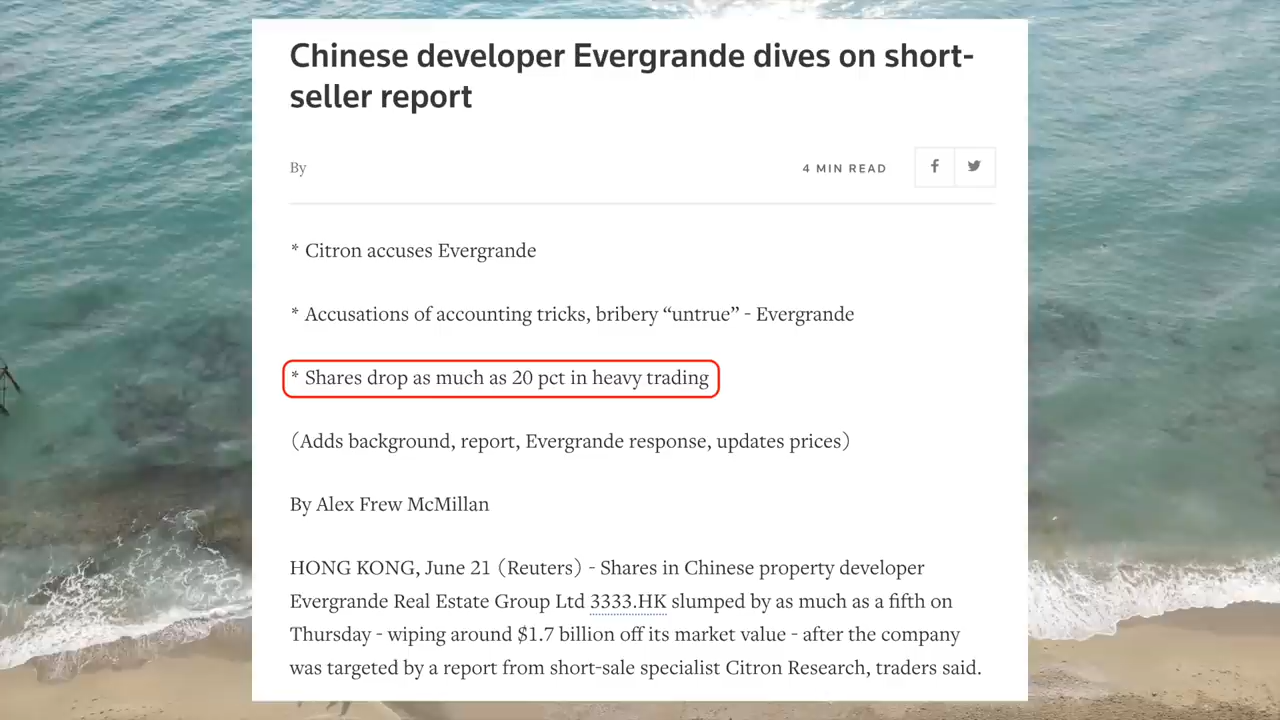 Chinese developer Evergrande dives on short-
seller report
By
4 MIN READ
* Citron accuses Evergrande
* Accusations of accounting tricks, bribery “untrue” - Evergrande
* Shares drop as much as 20 pct in heavy trading
(Adds background, report, Evergrande response, updates prices)
By Alex Frew McMillan
HONG KONG, June 21 (Reuters) - Shares in Chinese property developer
Evergrande Real Estate Group Ltd 3333.HK slumped by as much as a fifth on
Thursday - wiping around $1.7 billion off its market value - after the company
was targeted by a report from short-sale specialist Citron Research, traders said.